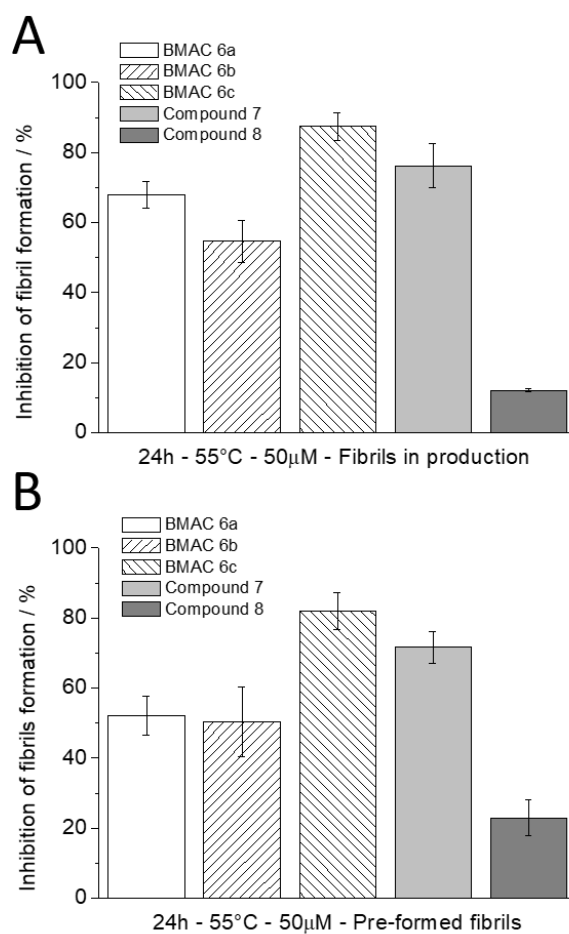 A
BMAC 6a
BMAC 6b
BMAC 6c
Compound 7
Compound 8
100
80
60
40
20
0
Inhibition of fibril formation / %
24h - 55°C - 50μM - Fibrils in production
B
BMAC 6a
BMAC 6b
BMAC 6c
Compound 7
Compound 8
100
80
60
40
20
0
Inhibition of fibrils formation / %
24h - 55°C - 50μM - Pre-formed fibrils